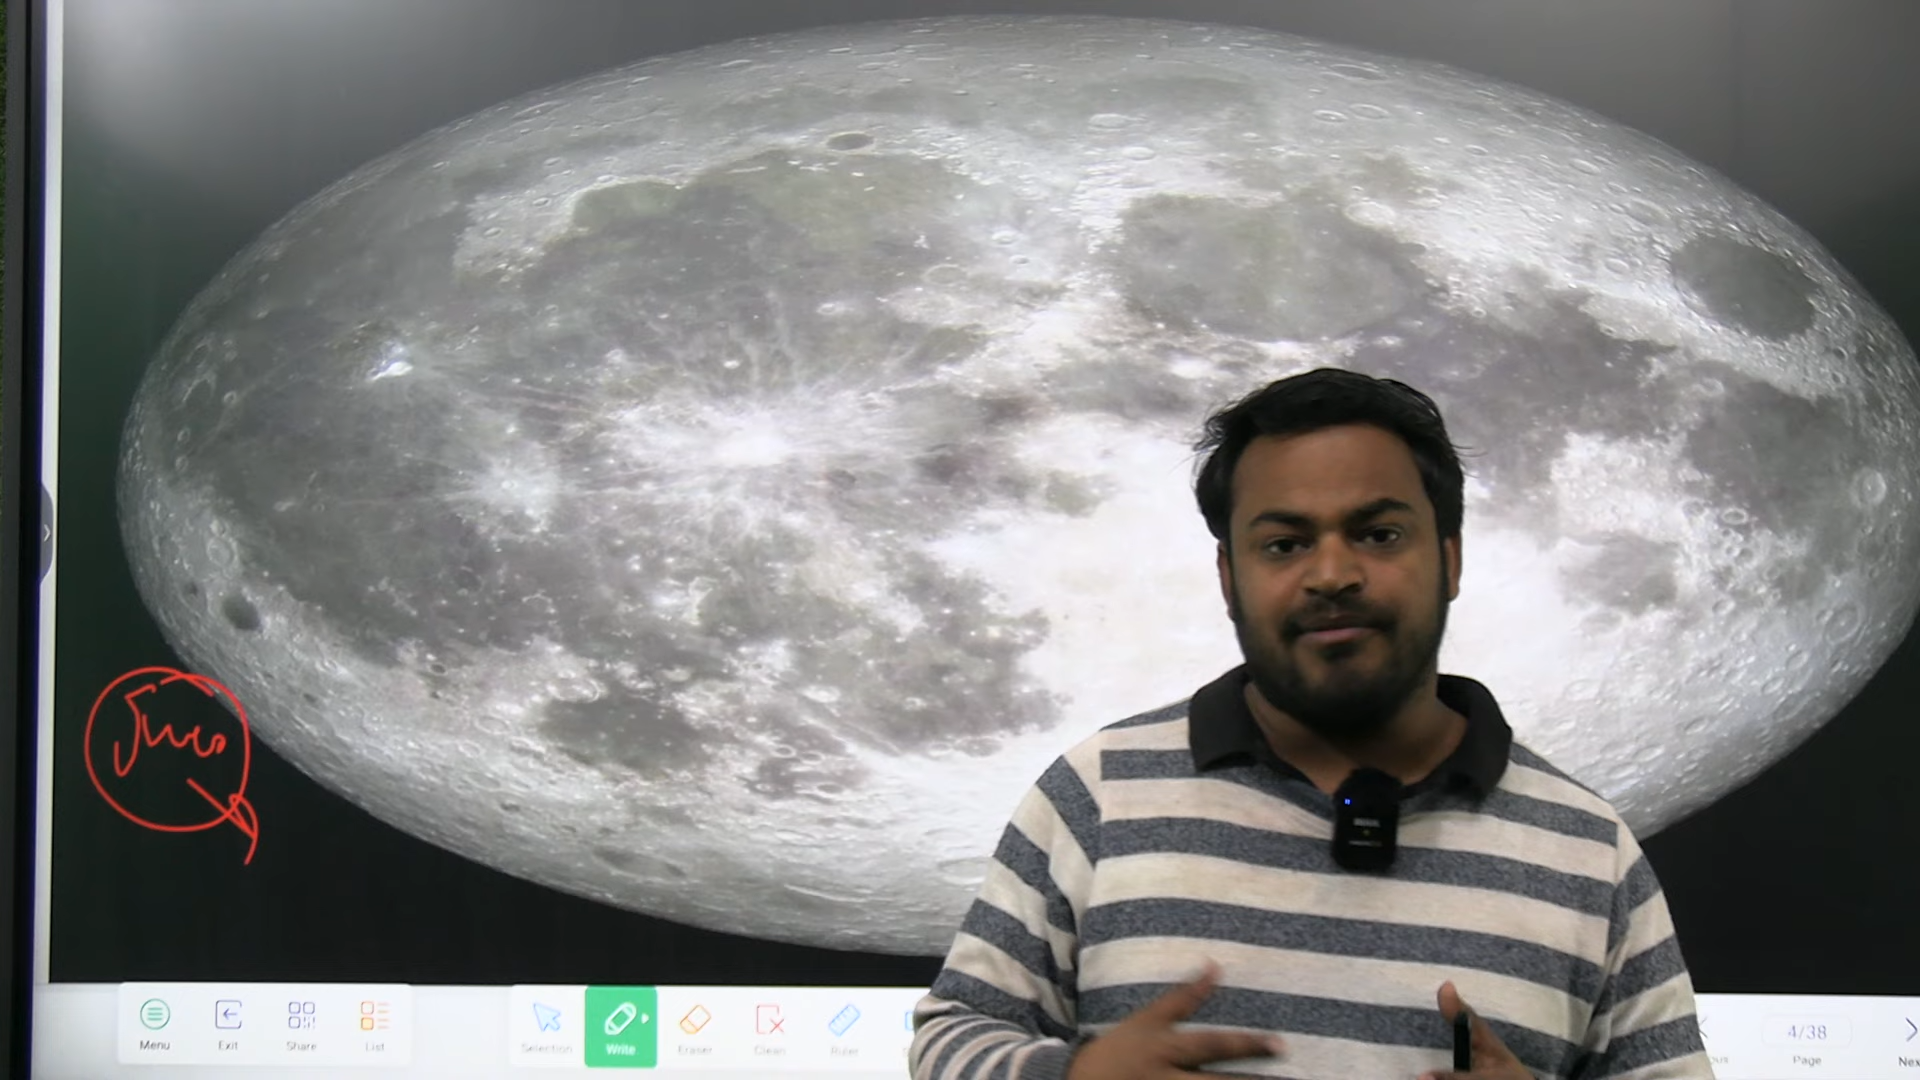 Menu
Exit
Share
List
Selection
Write
Eraser
Clean
Ruler
4/38
Page